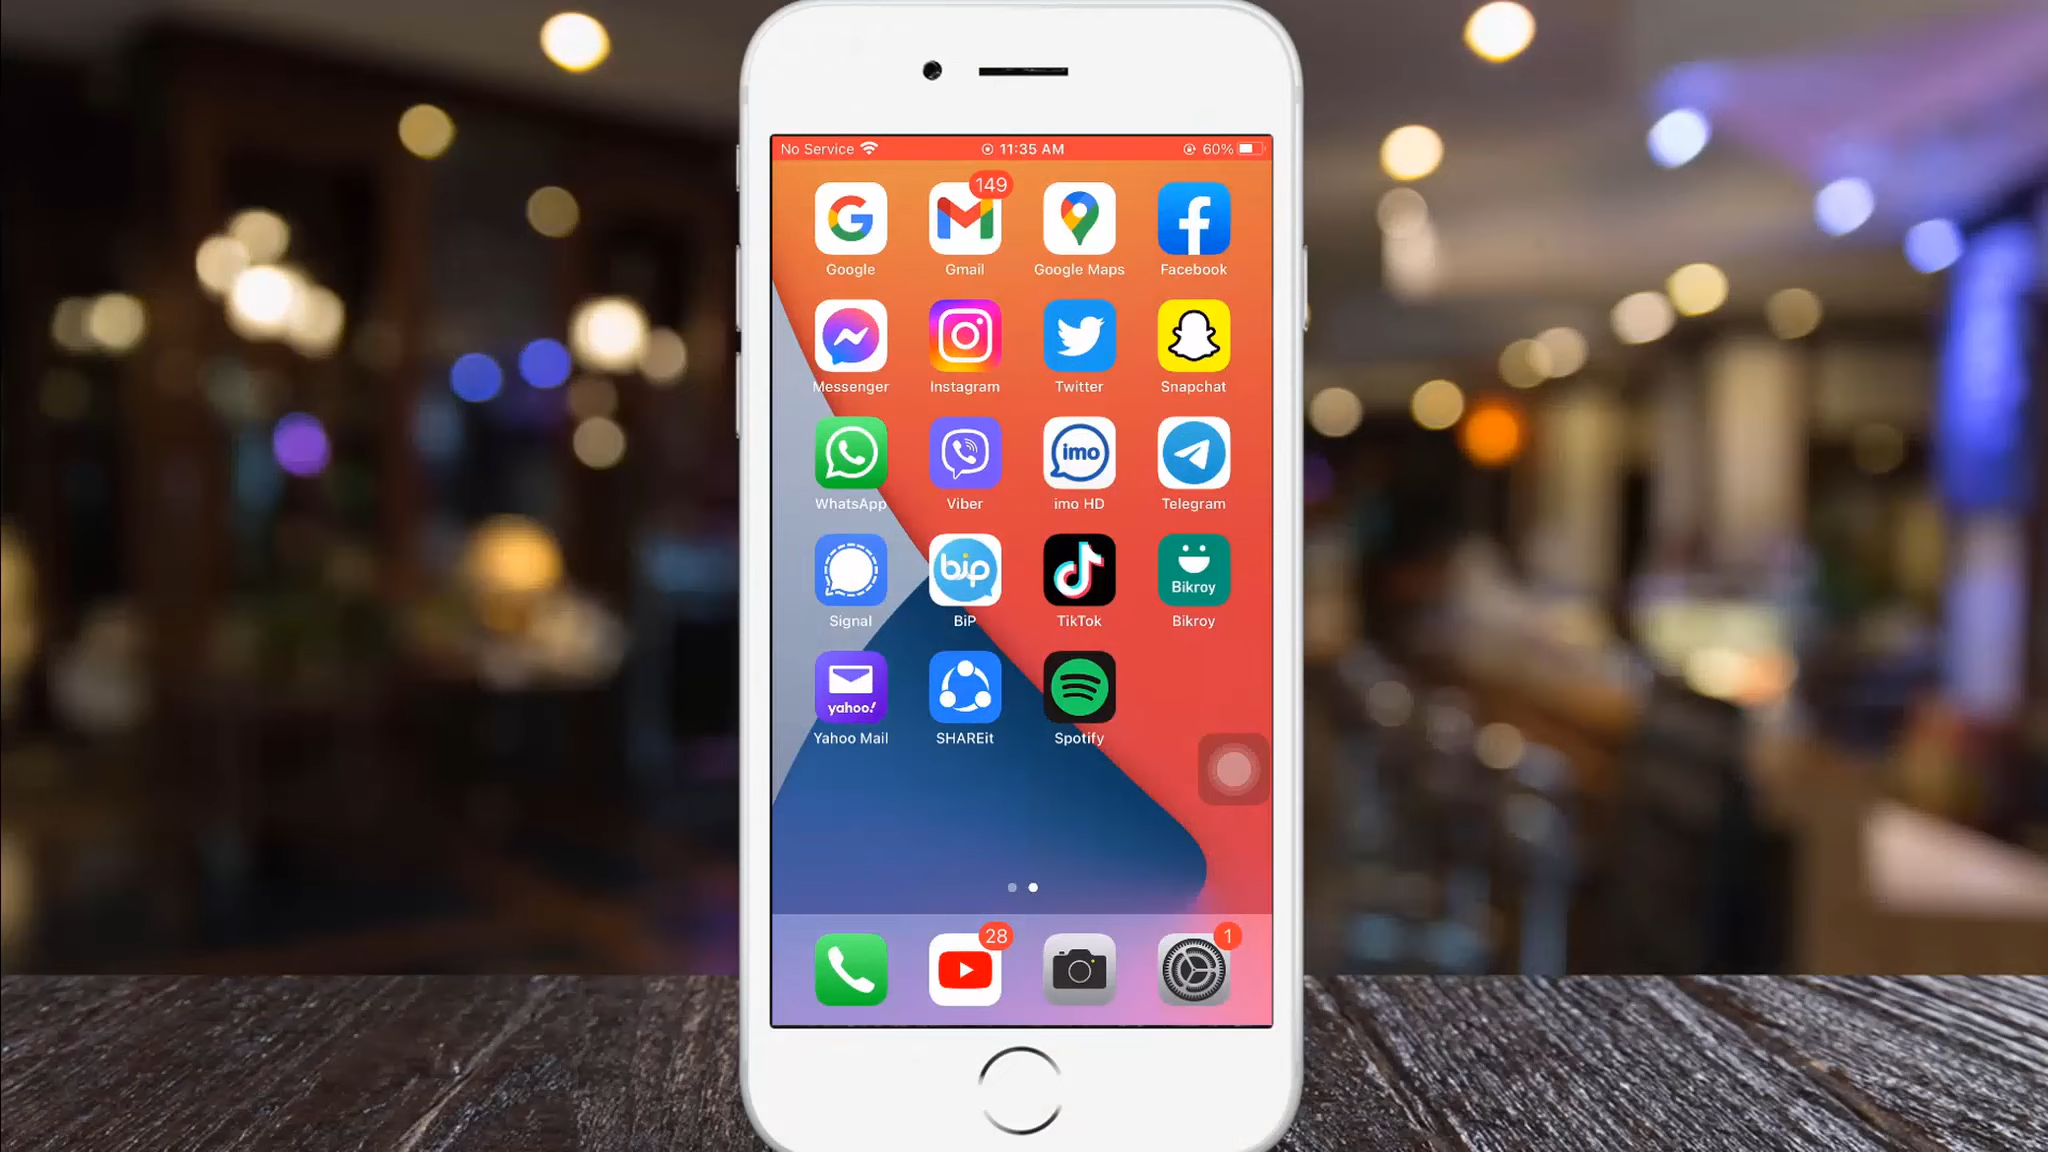 No Service 11:35 AM 60%
149
Google Gmail Google Maps Facebook
Messenger Instagram Twitter Snapchat
imo
WhatsApp Viber imo HD Telegram
bip Bikroy
Signal BiP TikTok Bikroy
yahoo!
Yahoo Mail SHAREit Spotify
28 1